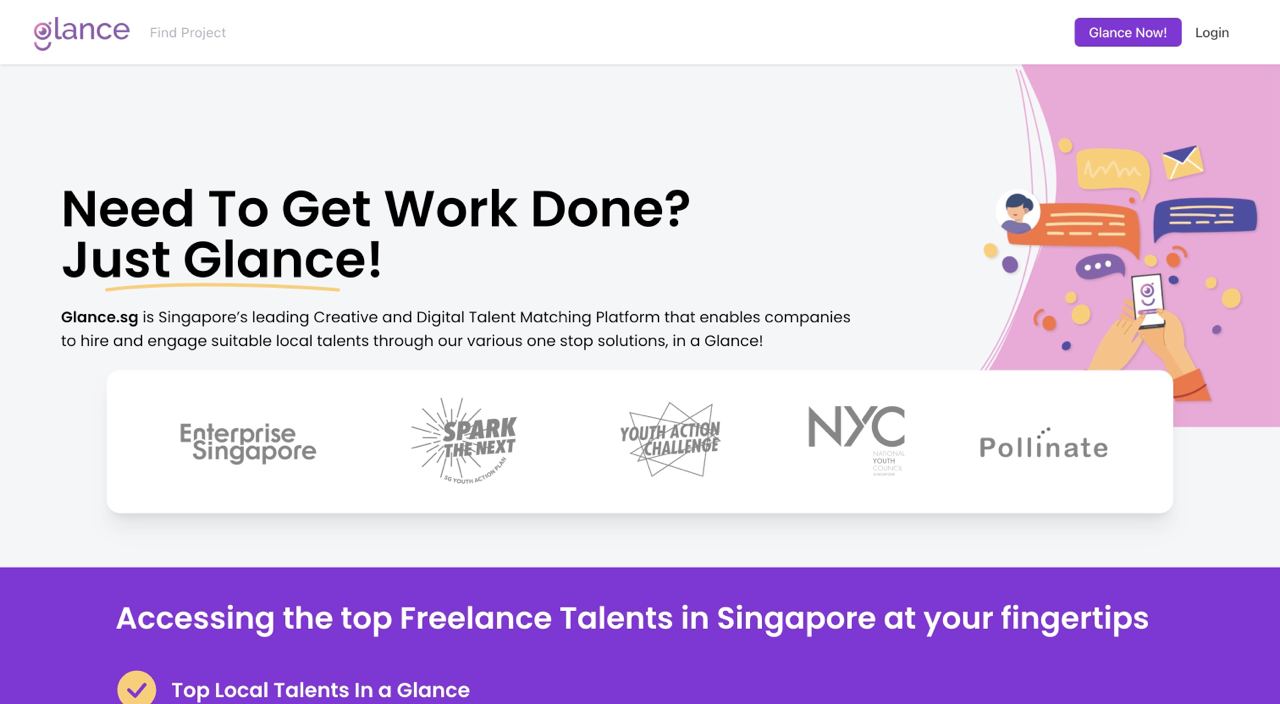 glance
Find Project
Glance Now!
Login
Need To Get Work Done?
Just Glance!
Glance.sg is Singapore’s leading Creative and Digital Talent Matching Platform that enables companies
to hire and engage suitable local talents through our various one stop solutions, in a Glance!
Enterprise
Singapore
SPARK
THE NEXT
SG YOUTH ACTION PLAN
YOUTH ACTION
CHALLENGE
NYC
NATIONAL
YOUTH
COUNCIL
SINGAPORE
Pollinate
Accessing the top Freelance Talents in Singapore at your fingertips
Top Local Talents In a Glance